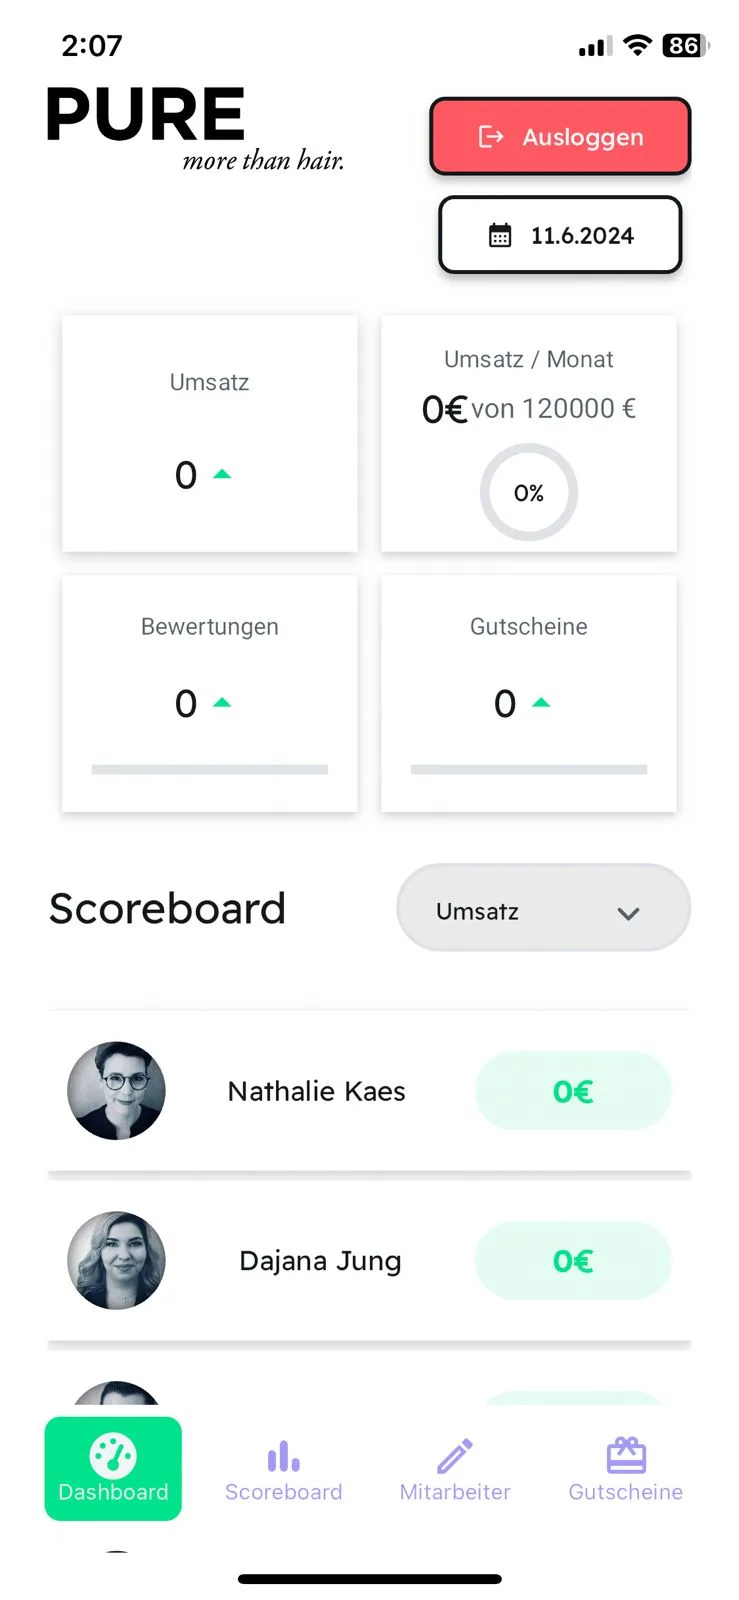 2:07
86
PURE
more than hair.
Ausloggen
11.6.2024
Umsatz
0
Umsatz / Monat
0€ von 120000 €
0%
Bewertungen
0
Gutscheine
0
Scoreboard
Umsatz
Nathalie Kaes
0€
Dajana Jung
0€
Dashboard
Scoreboard
Mitarbeiter
Gutscheine